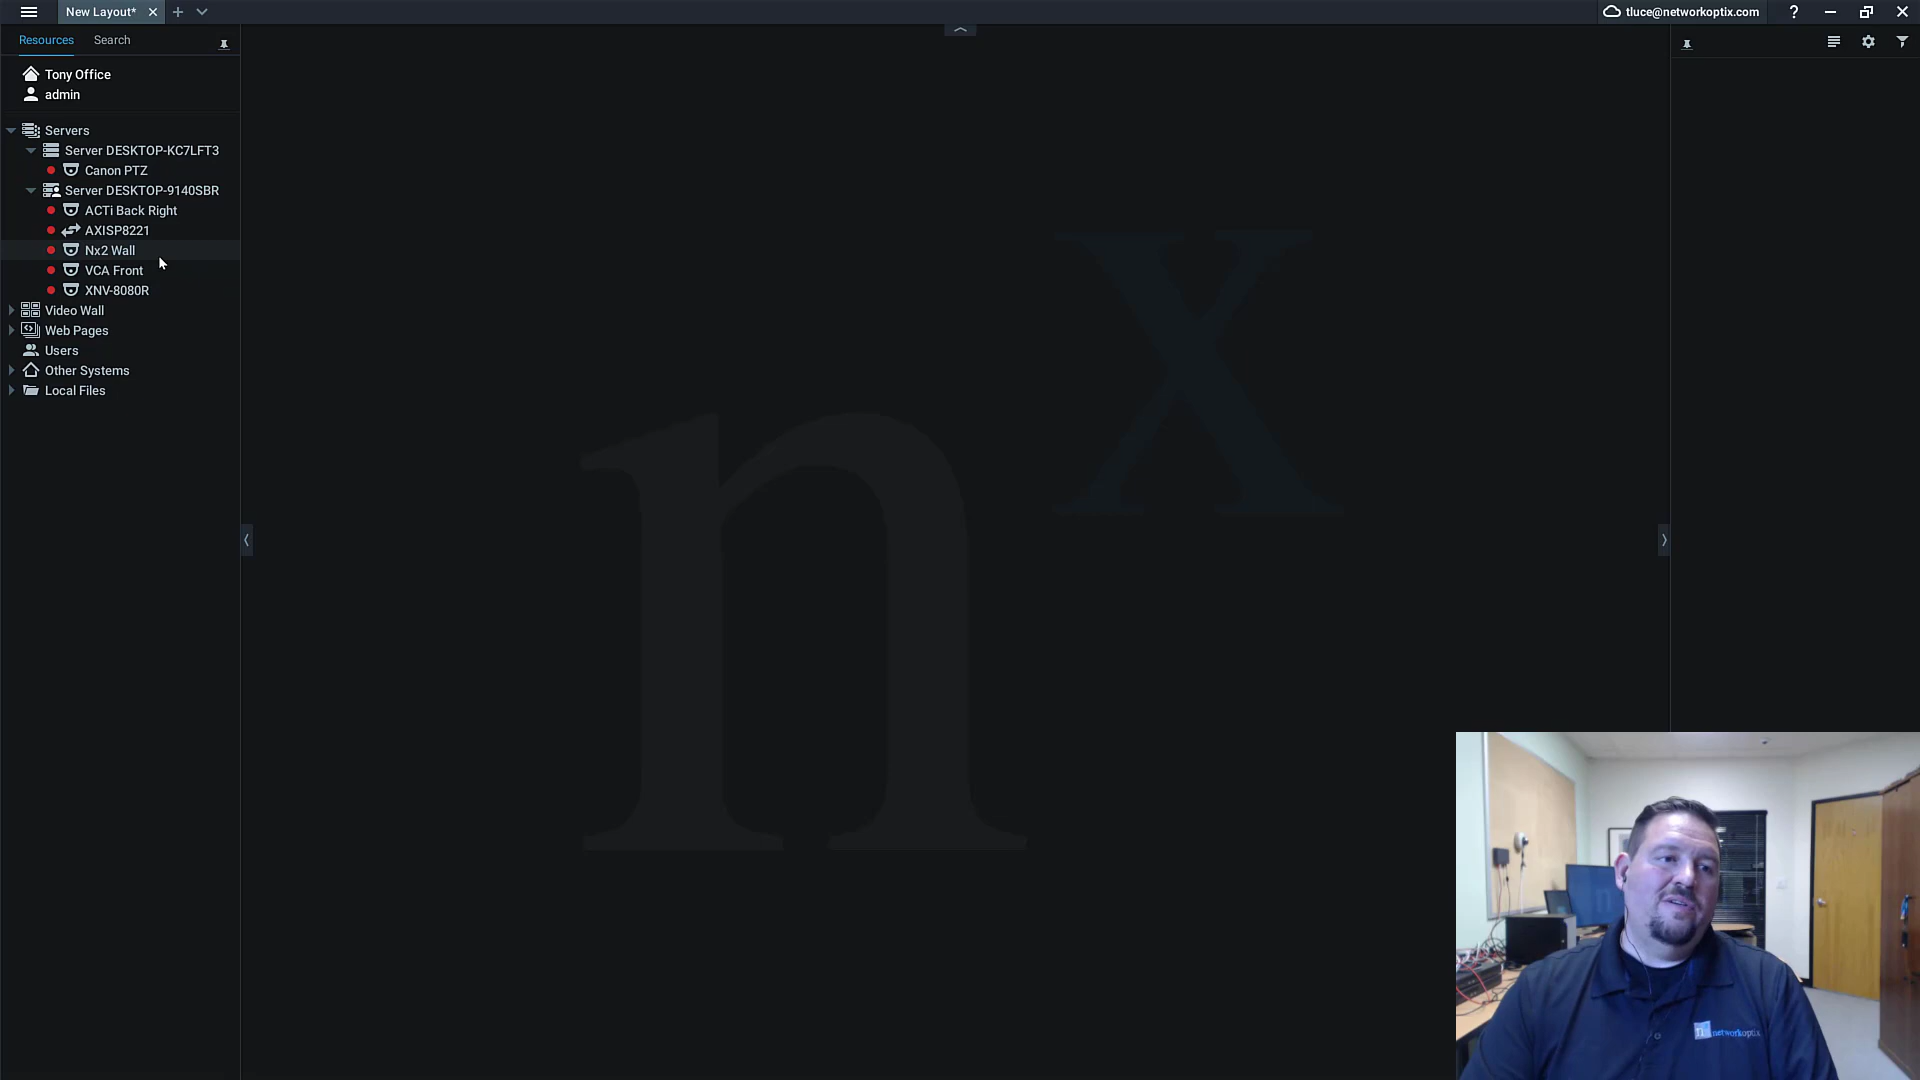 New Layout*
tluce@networkoptix.com
?
Resources
Search
Tony Office
admin
Servers
Server DESKTOP-KC7LFT3
Canon PTZ
Server DESKTOP-9140SBR
ACTi Back Right
AXISP8221
Nx2 Wall
VCA Front
XNV-8080R
Video Wall
Web Pages
Users
Other Systems
Local Files
nx
networkoptix